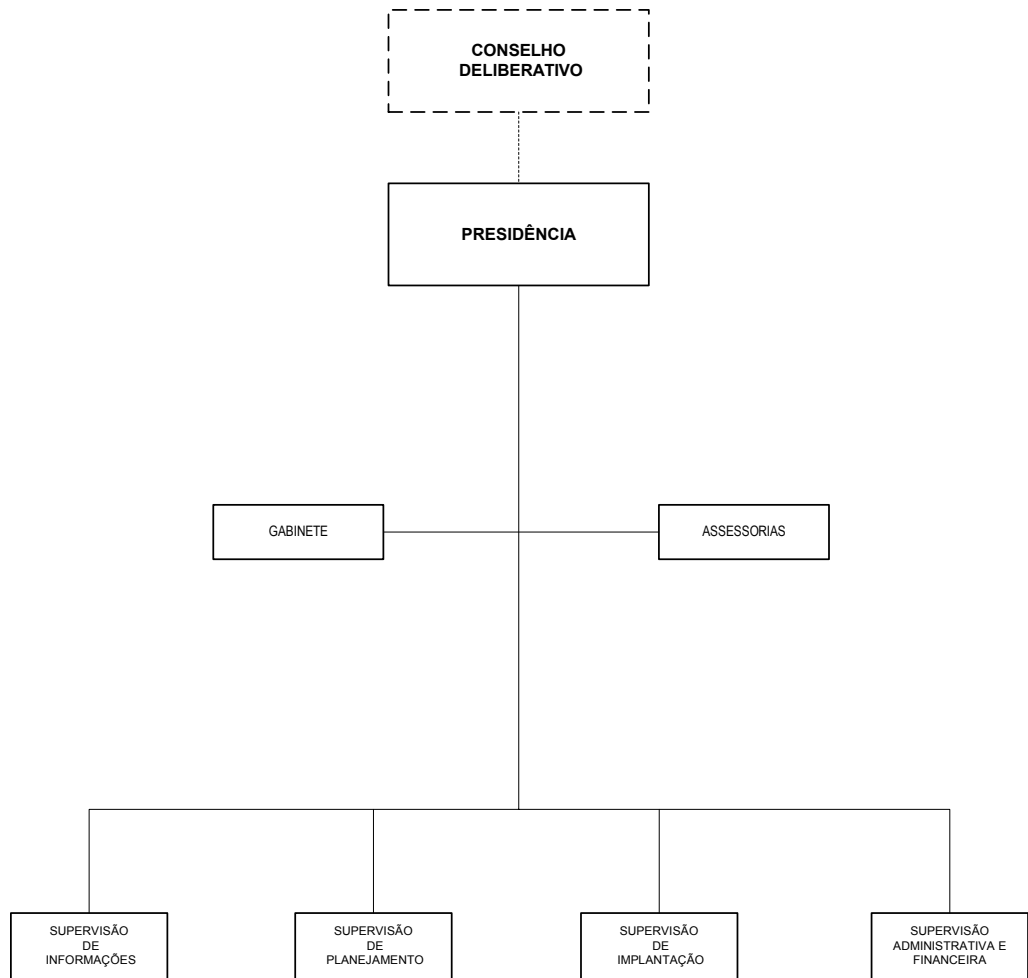 CONSELHO
DELIBERATIVO
PRESIDÊNCIA
GABINETE
ASSESSORIAS
SUPERVISÃO
DE
INFORMAÇÕES
SUPERVISÃO
DE
PLANEJAMENTO
SUPERVISÃO
DE
IMPLANTAÇÃO
SUPERVISÃO
ADMINISTRATIVA E
FINANCEIRA